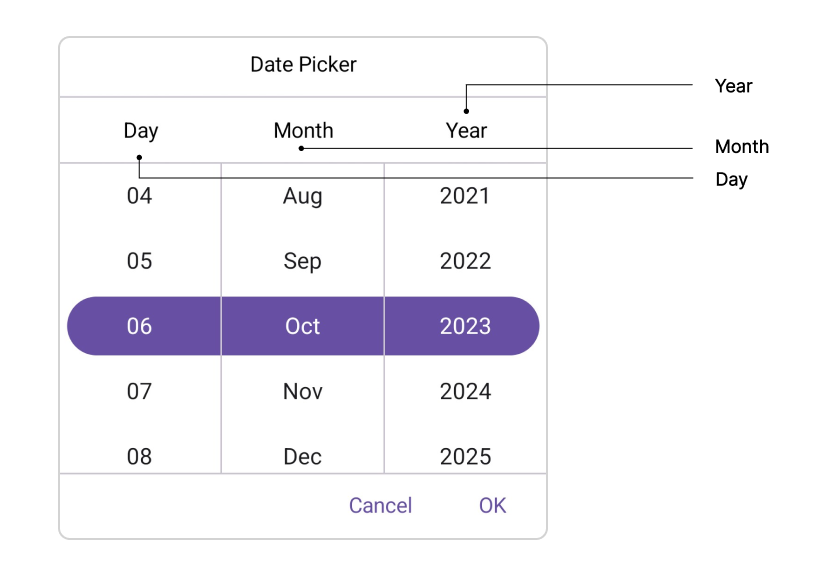 Date Picker
Year
Day Month Year
Month
Day
04 Aug 2021
05 Sep 2022
06 Oct 2023
07 Nov 2024
08 Dec 2025
Cancel OK